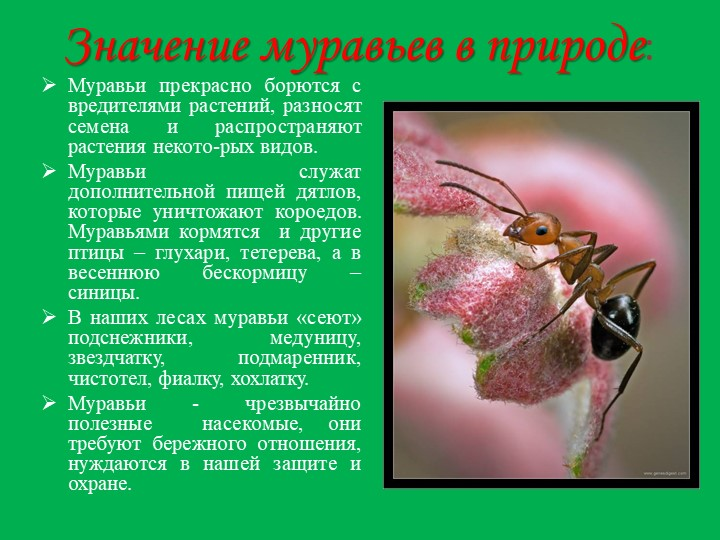 Значение муравьев в природе:
➢ Муравьи прекрасно борются с
вредителями растений, разносят
семена и распространяют
растения некото-рых видов.
➢ Муравьи служат
дополнительной пищей дятлов,
которые уничтожают короедов.
Муравьями кормятся и другие
птицы – глухари, тетерева, а в
весеннюю бескормицу –
синицы.
➢ В наших лесах муравьи «сеют»
подснежники, медуницу,
звездчатку, подмаренник,
чистотел, фиалку, хохлатку.
➢ Муравьи - чрезвычайно
полезные насекомые, они
требуют бережного отношения,
нуждаются в нашей защите и
охране.